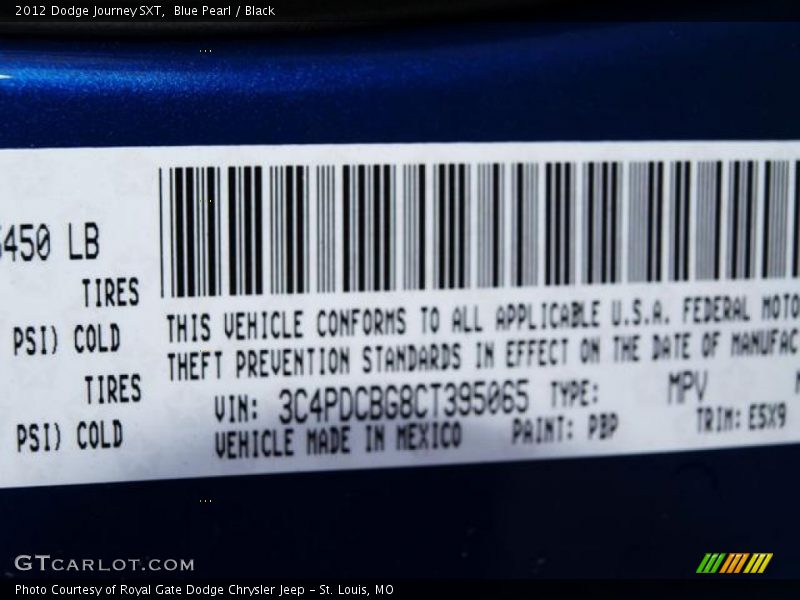 2012 Dodge Journey SXT,  Blue Pearl / Black
450 LB
TIRES
PSI) COLD
TIRES
PSI) COLD
THIS VEHICLE CONFORMS TO ALL APPLICABLE U.S.A. FEDERAL MOTO
THEFT PREVENTION STANDARDS IN EFFECT ON THE DATE OF MANUFAC
VIN: 3C4PDCBG8CT395065 TYPE: MPV
VEHICLE MADE IN MEXICO PAINT: PBP TRIM: E5X9
GTCARLOT.COM
Photo Courtesy of Royal Gate Dodge Chrysler Jeep - St. Louis, MO